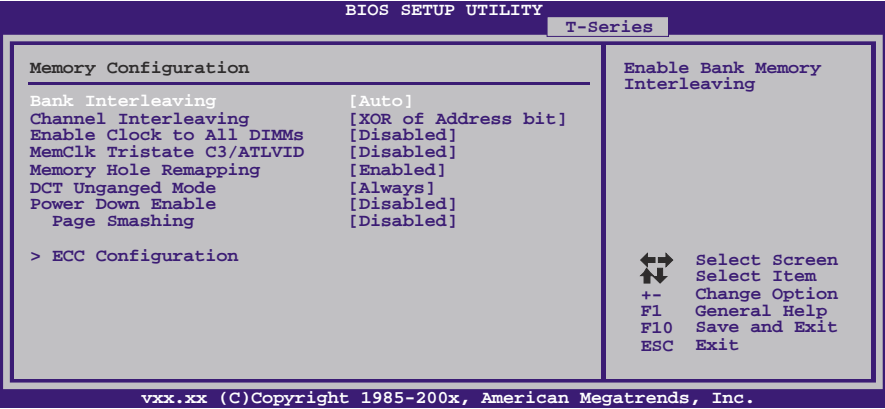 BIOS SETUP UTILITY
T-Series
Memory Configuration
Bank Interleaving [Auto]
Channel Interleaving [XOR of Address bit]
Enable Clock to All DIMMs [Disabled]
MemClk Tristate C3/ATLVID [Disabled]
Memory Hole Remapping [Enabled]
DCT Unganged Mode [Always]
Power Down Enable [Disabled]
Page Smashing [Disabled]
> ECC Configuration
Enable Bank Memory
Interleaving
Select Screen
Select Item
+- Change Option
F1 General Help
F10 Save and Exit
ESC Exit
vxx.xx (C)Copyright 1985-200x, American Megatrends, Inc.